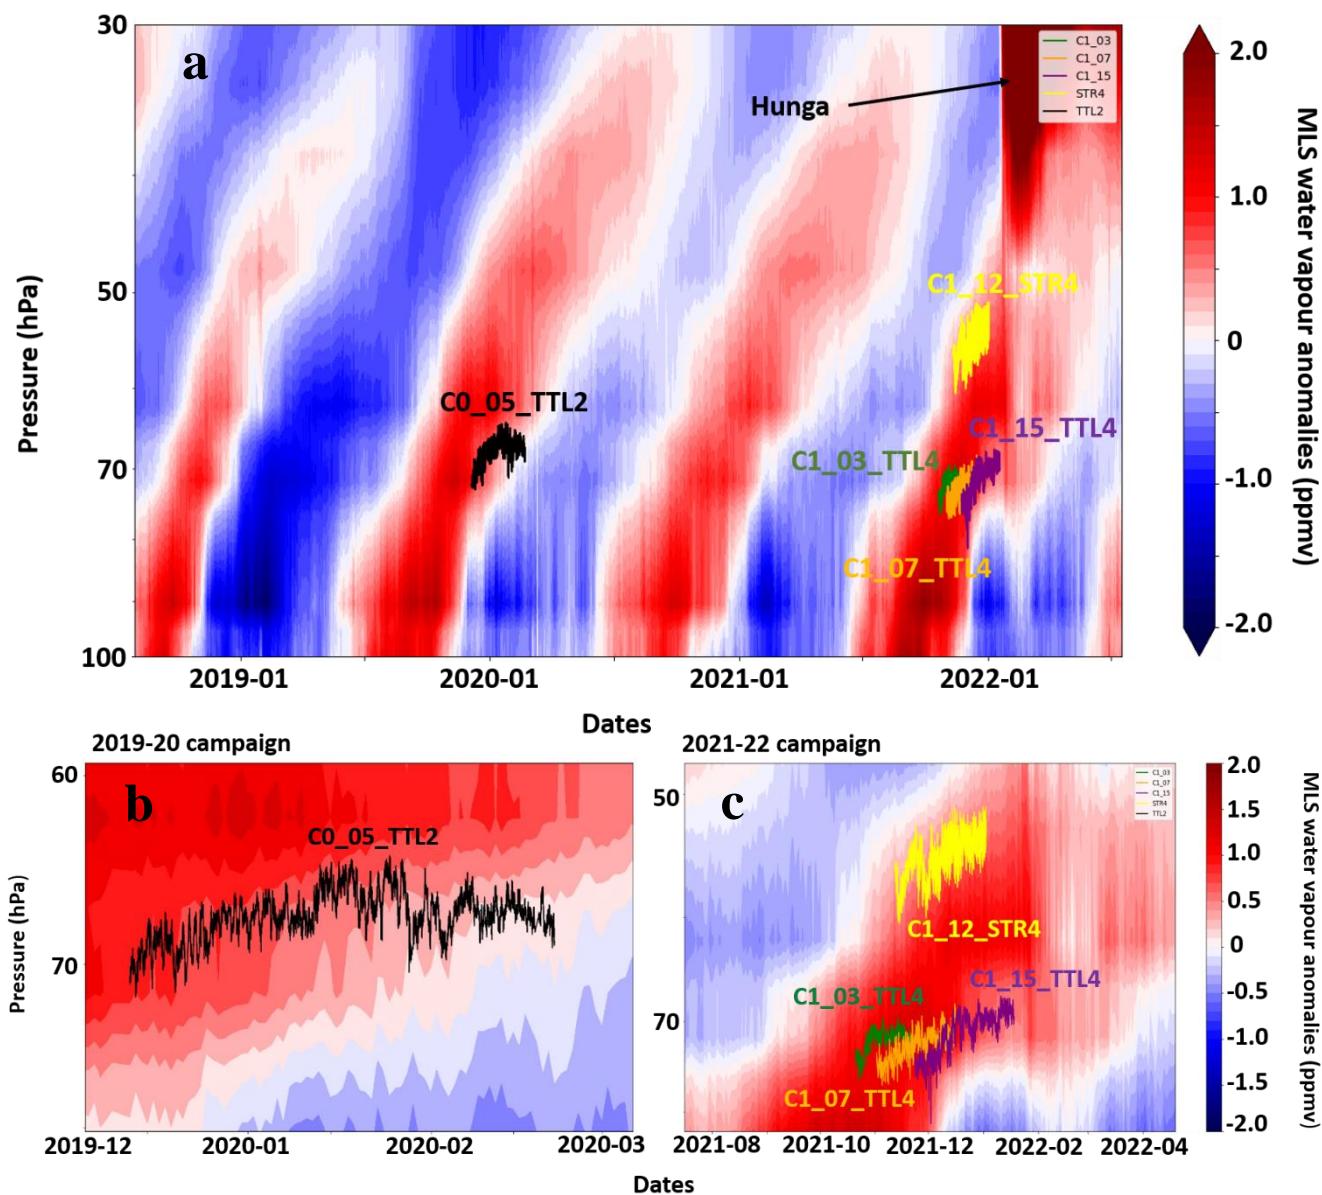 30
a
C1_03
C1_07
C1_15
STR4
TTL2
Hunga
50
C1_12_STR4
C0_05_TTL2
C1_15_TTL4
70
C1_03_TTL4
C1_07_TTL4
100
Pressure (hPa)
2019-01 2020-01 2021-01 2022-01
Dates
2.0
1.0
0
-1.0
-2.0
MLS water vapour anomalies (ppmv)
2019-20 campaign
60
b
C0_05_TTL2
70
Pressure (hPa)
2019-12 2020-01 2020-02 2020-03
2021-22 campaign
50
c
C1_03
C1_07
C1_15
STR4
TTL2
C1_12_STR4
C1_15_TTL4
C1_03_TTL4
70
C1_07_TTL4
2021-08 2021-10 2021-12 2022-02 2022-04
Dates
2.0
1.5
1.0
0.5
0
-0.5
-1.0
-1.5
-2.0
MLS water vapour anomalies (ppmv)